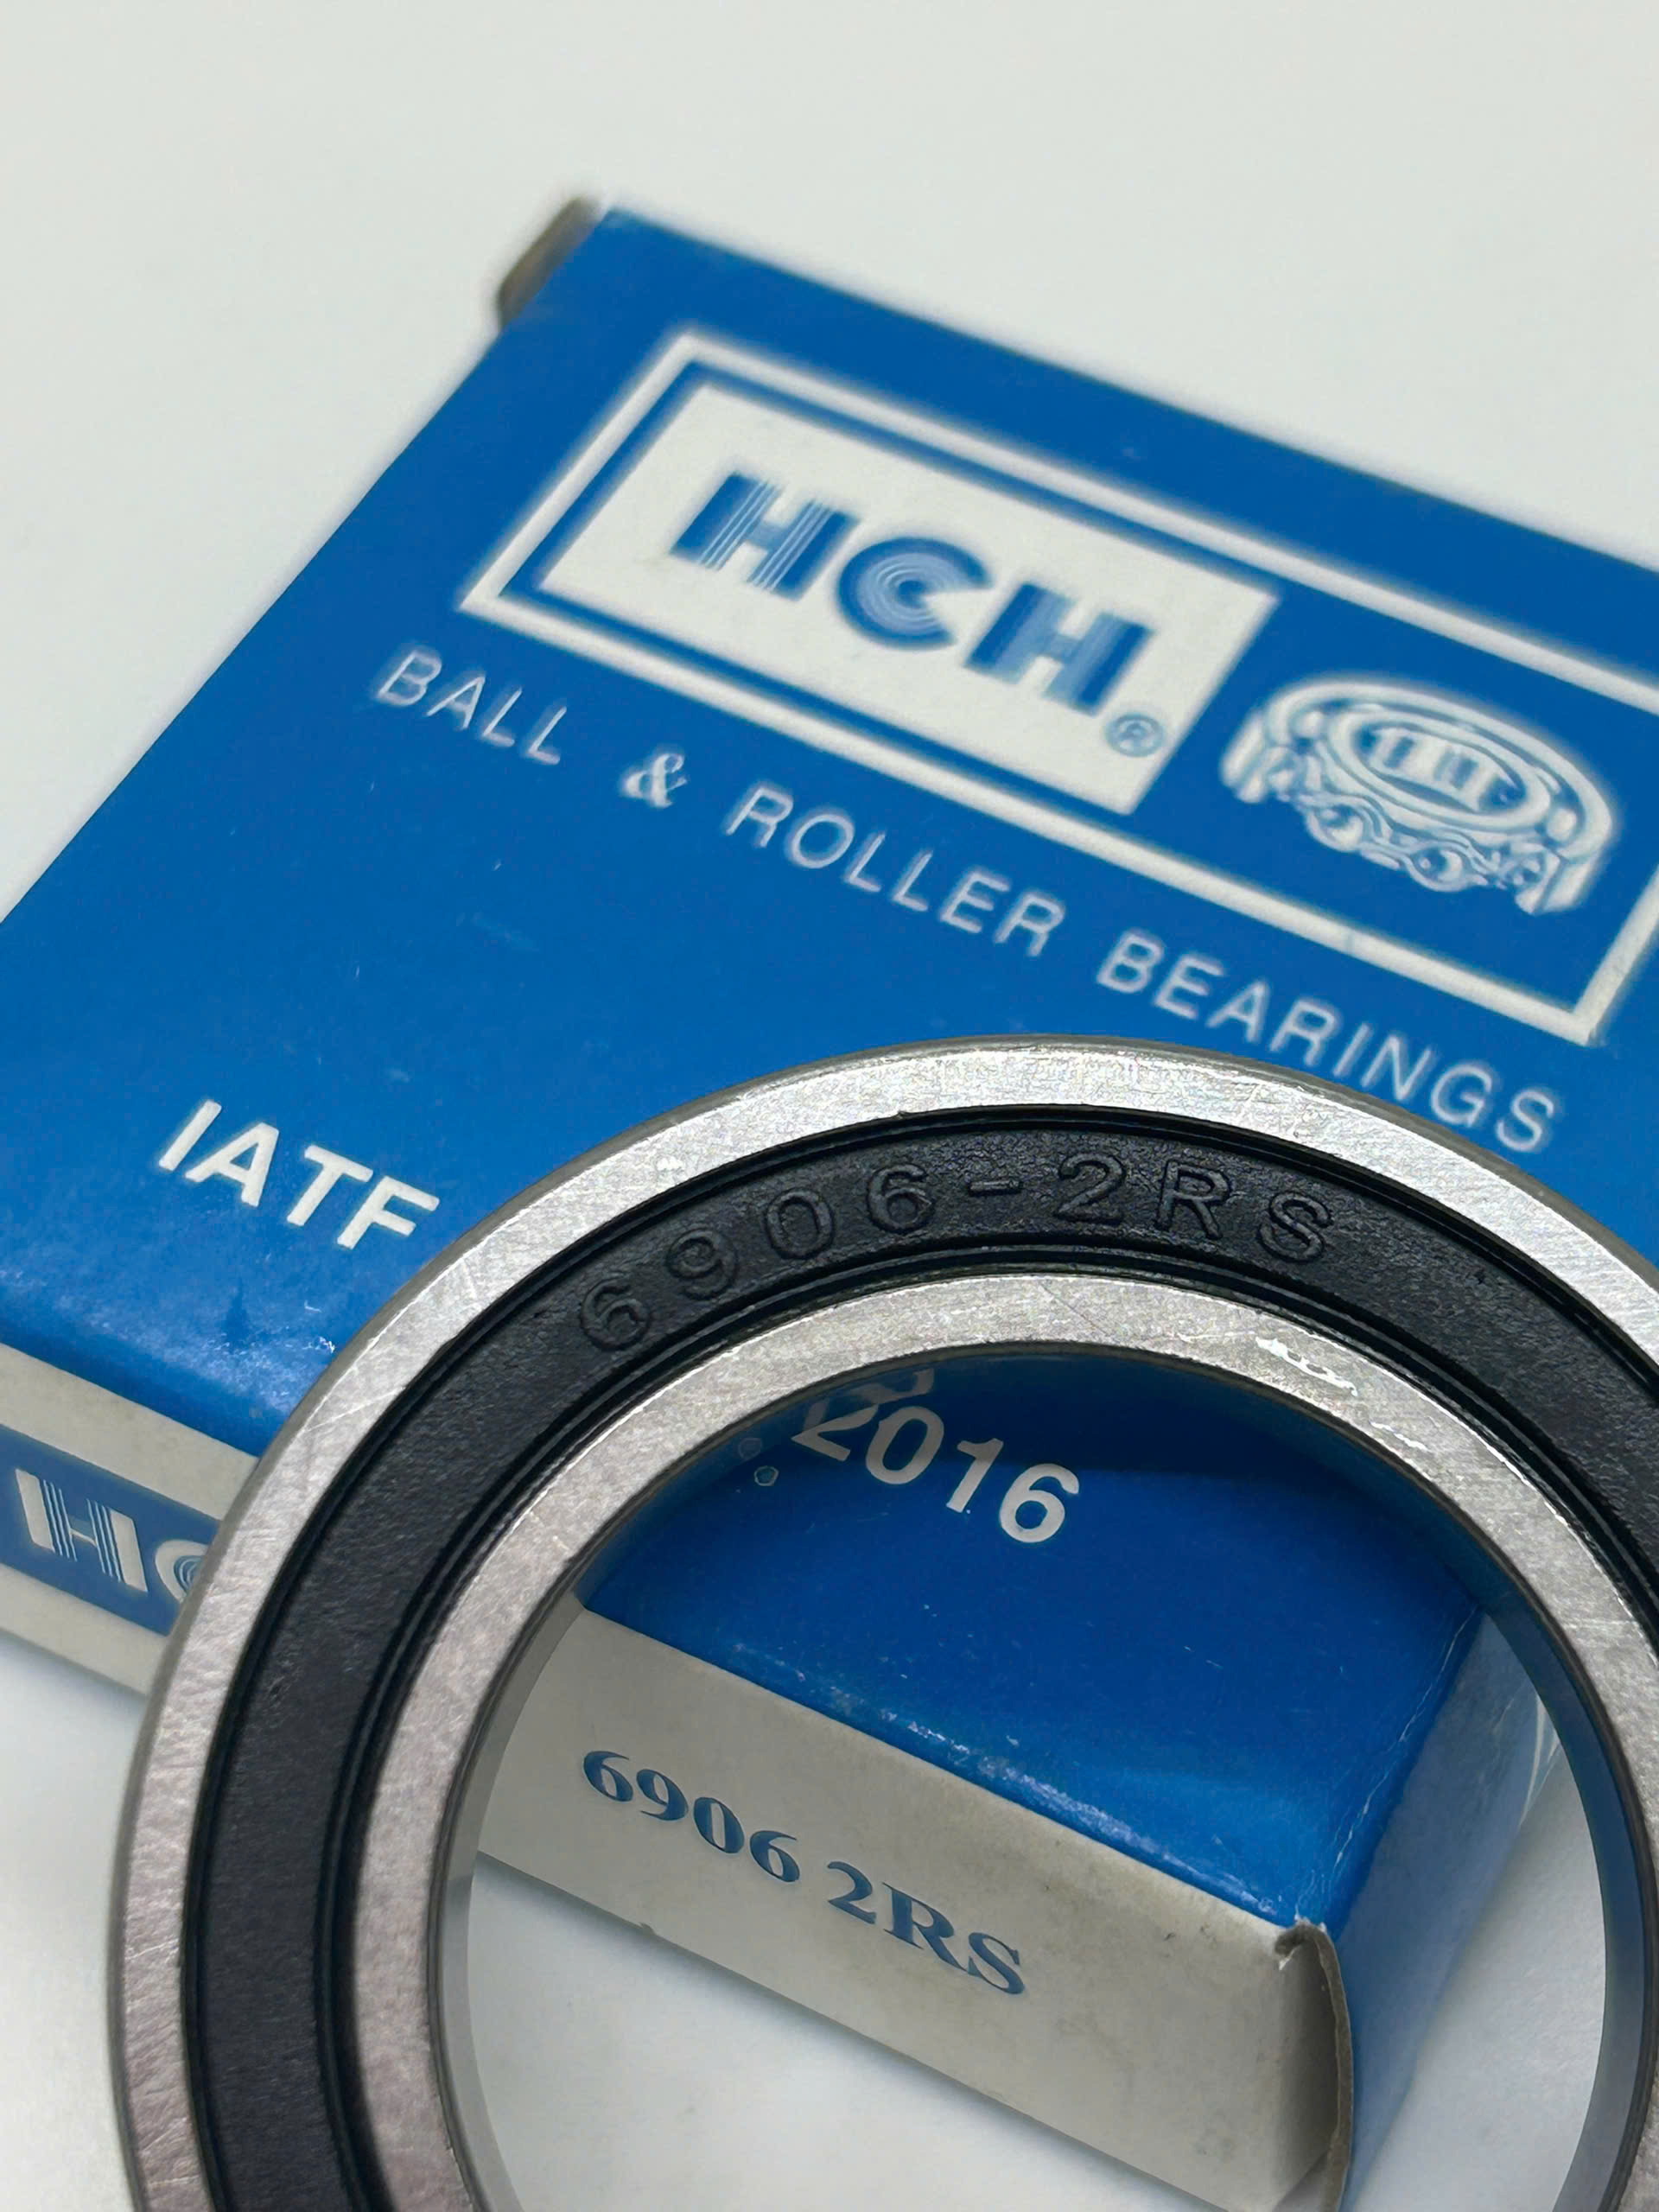 HCH®
BALL & ROLLER BEARINGS
IATF
6906-2RS
2016
6906 2RS